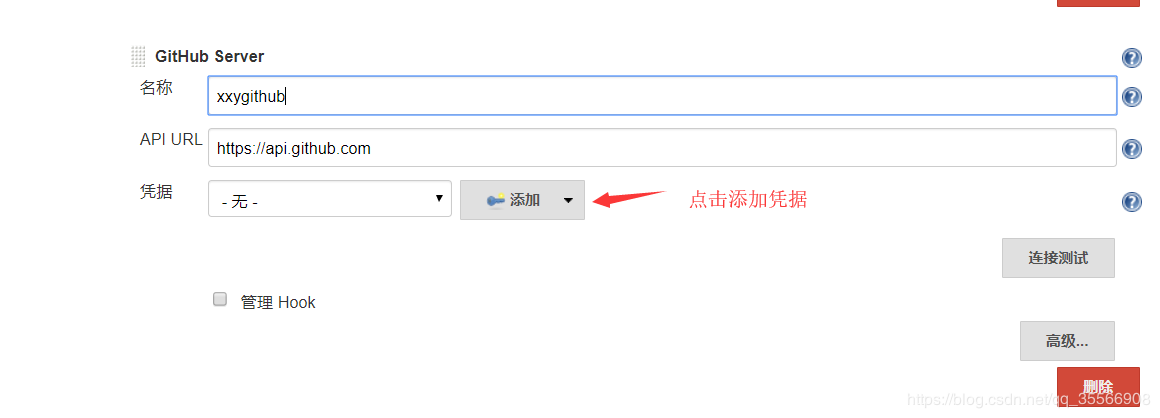 GitHub Server
名称
xxygithub
API URL
https://api.github.com
凭据
- 无 -
添加
点击添加凭据
连接测试
管理 Hook
高级...
删除
https://blog.csdn.net/qq_35566908